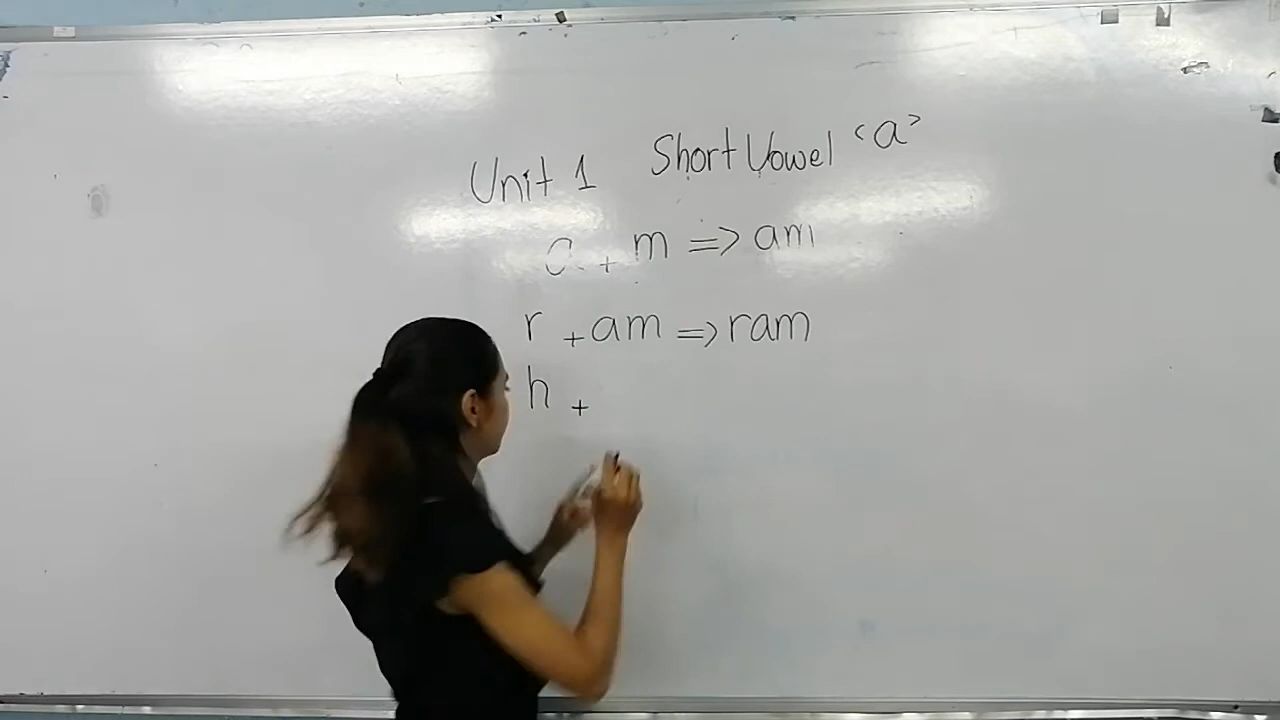 Unit 1 Short Vowel ‹a›
a + m => am
r + am => ram
h +